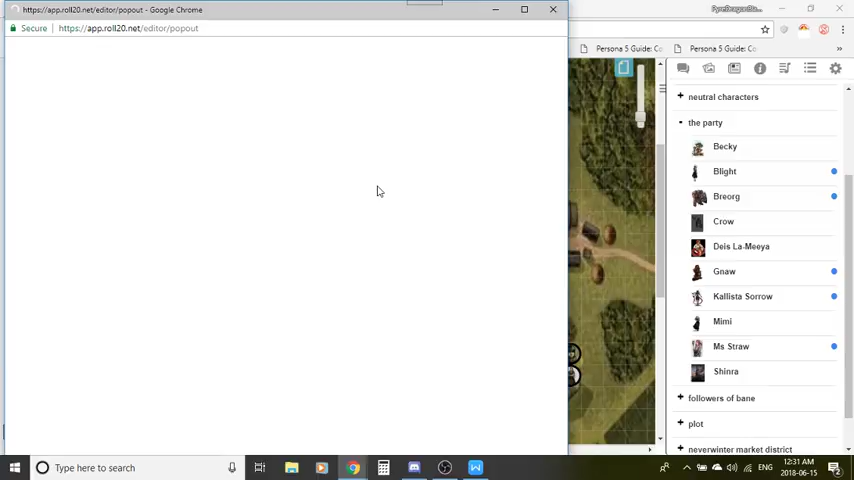 https://app.roll20.net/editor/popout - Google Chrome
Secure | https://app.roll20.net/editor/popout
Persona 5 Guide: Co
Persona 5 Guide: Co
neutral characters
the party
Becky
Blight
Breorg
Crow
Deis La-Meeya
Gnaw
Kallista Sorrow
Mimi
Ms Straw
Shinra
followers of bane
plot
neverwinter market district
Type here to search
ENG
12:31 AM
2018-06-15
2